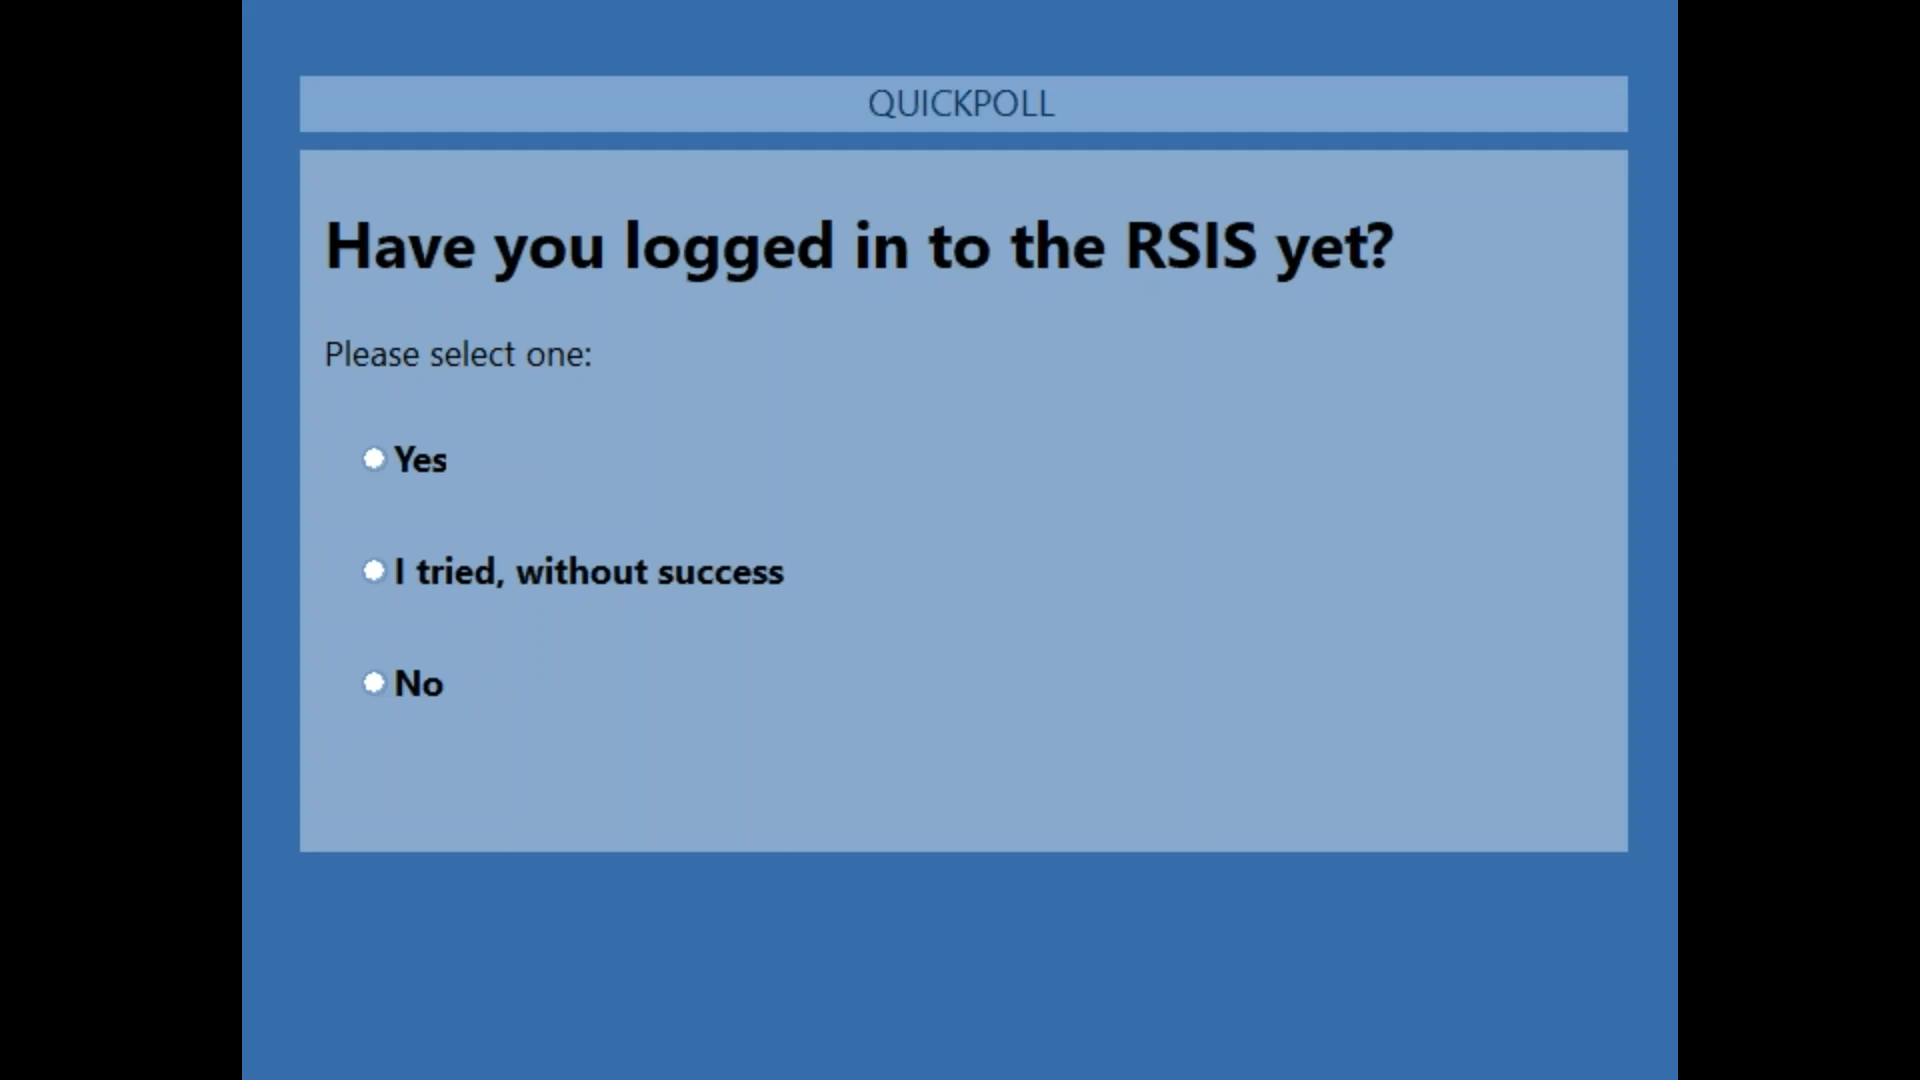 QUICKPOLL
Have you logged in to the RSIS yet?
Please select one:
Yes
I tried, without success
No